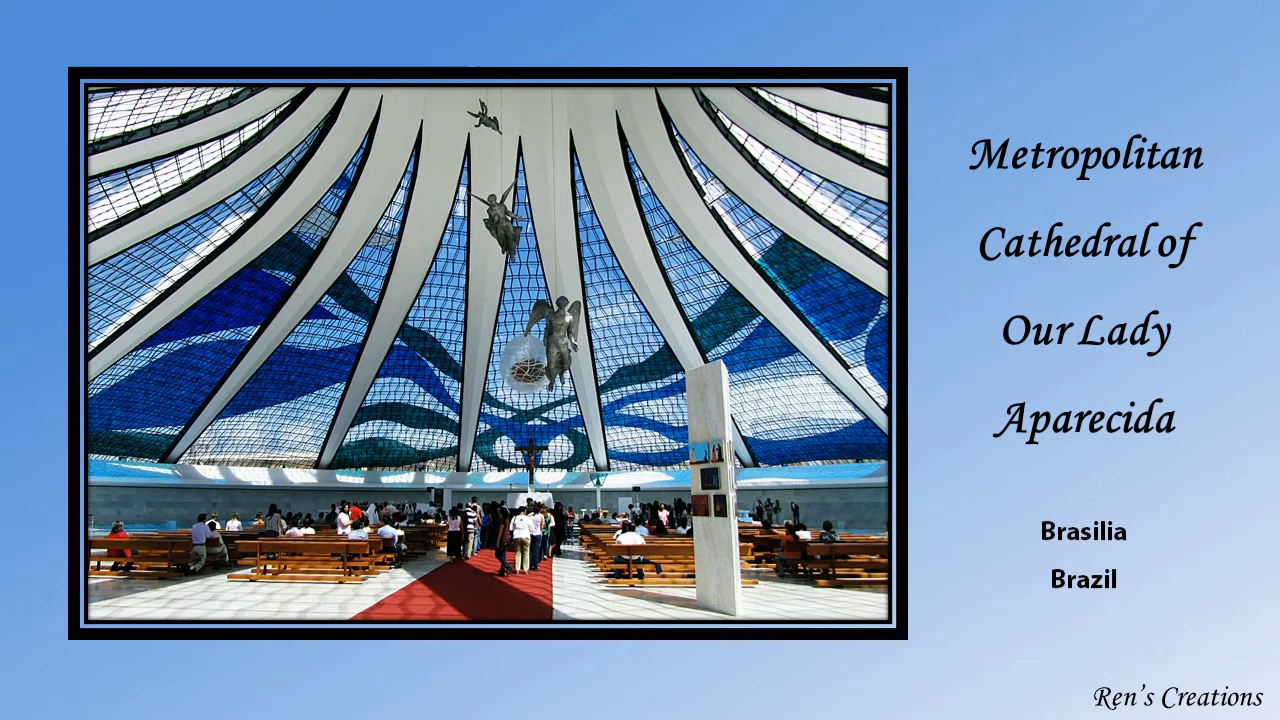 Metropolitan
Cathedral of
Our Lady
Aparecida
Brasilia
Brazil
Ren's Creations